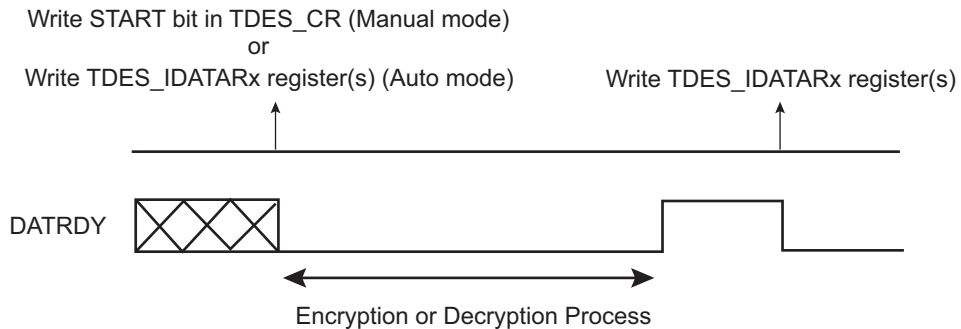 Write START bit in TDES_CR (Manual mode)
or
Write TDES_IDATARx register(s) (Auto mode)
Write TDES_IDATARx register(s)
DATRDY
Encryption or Decryption Process